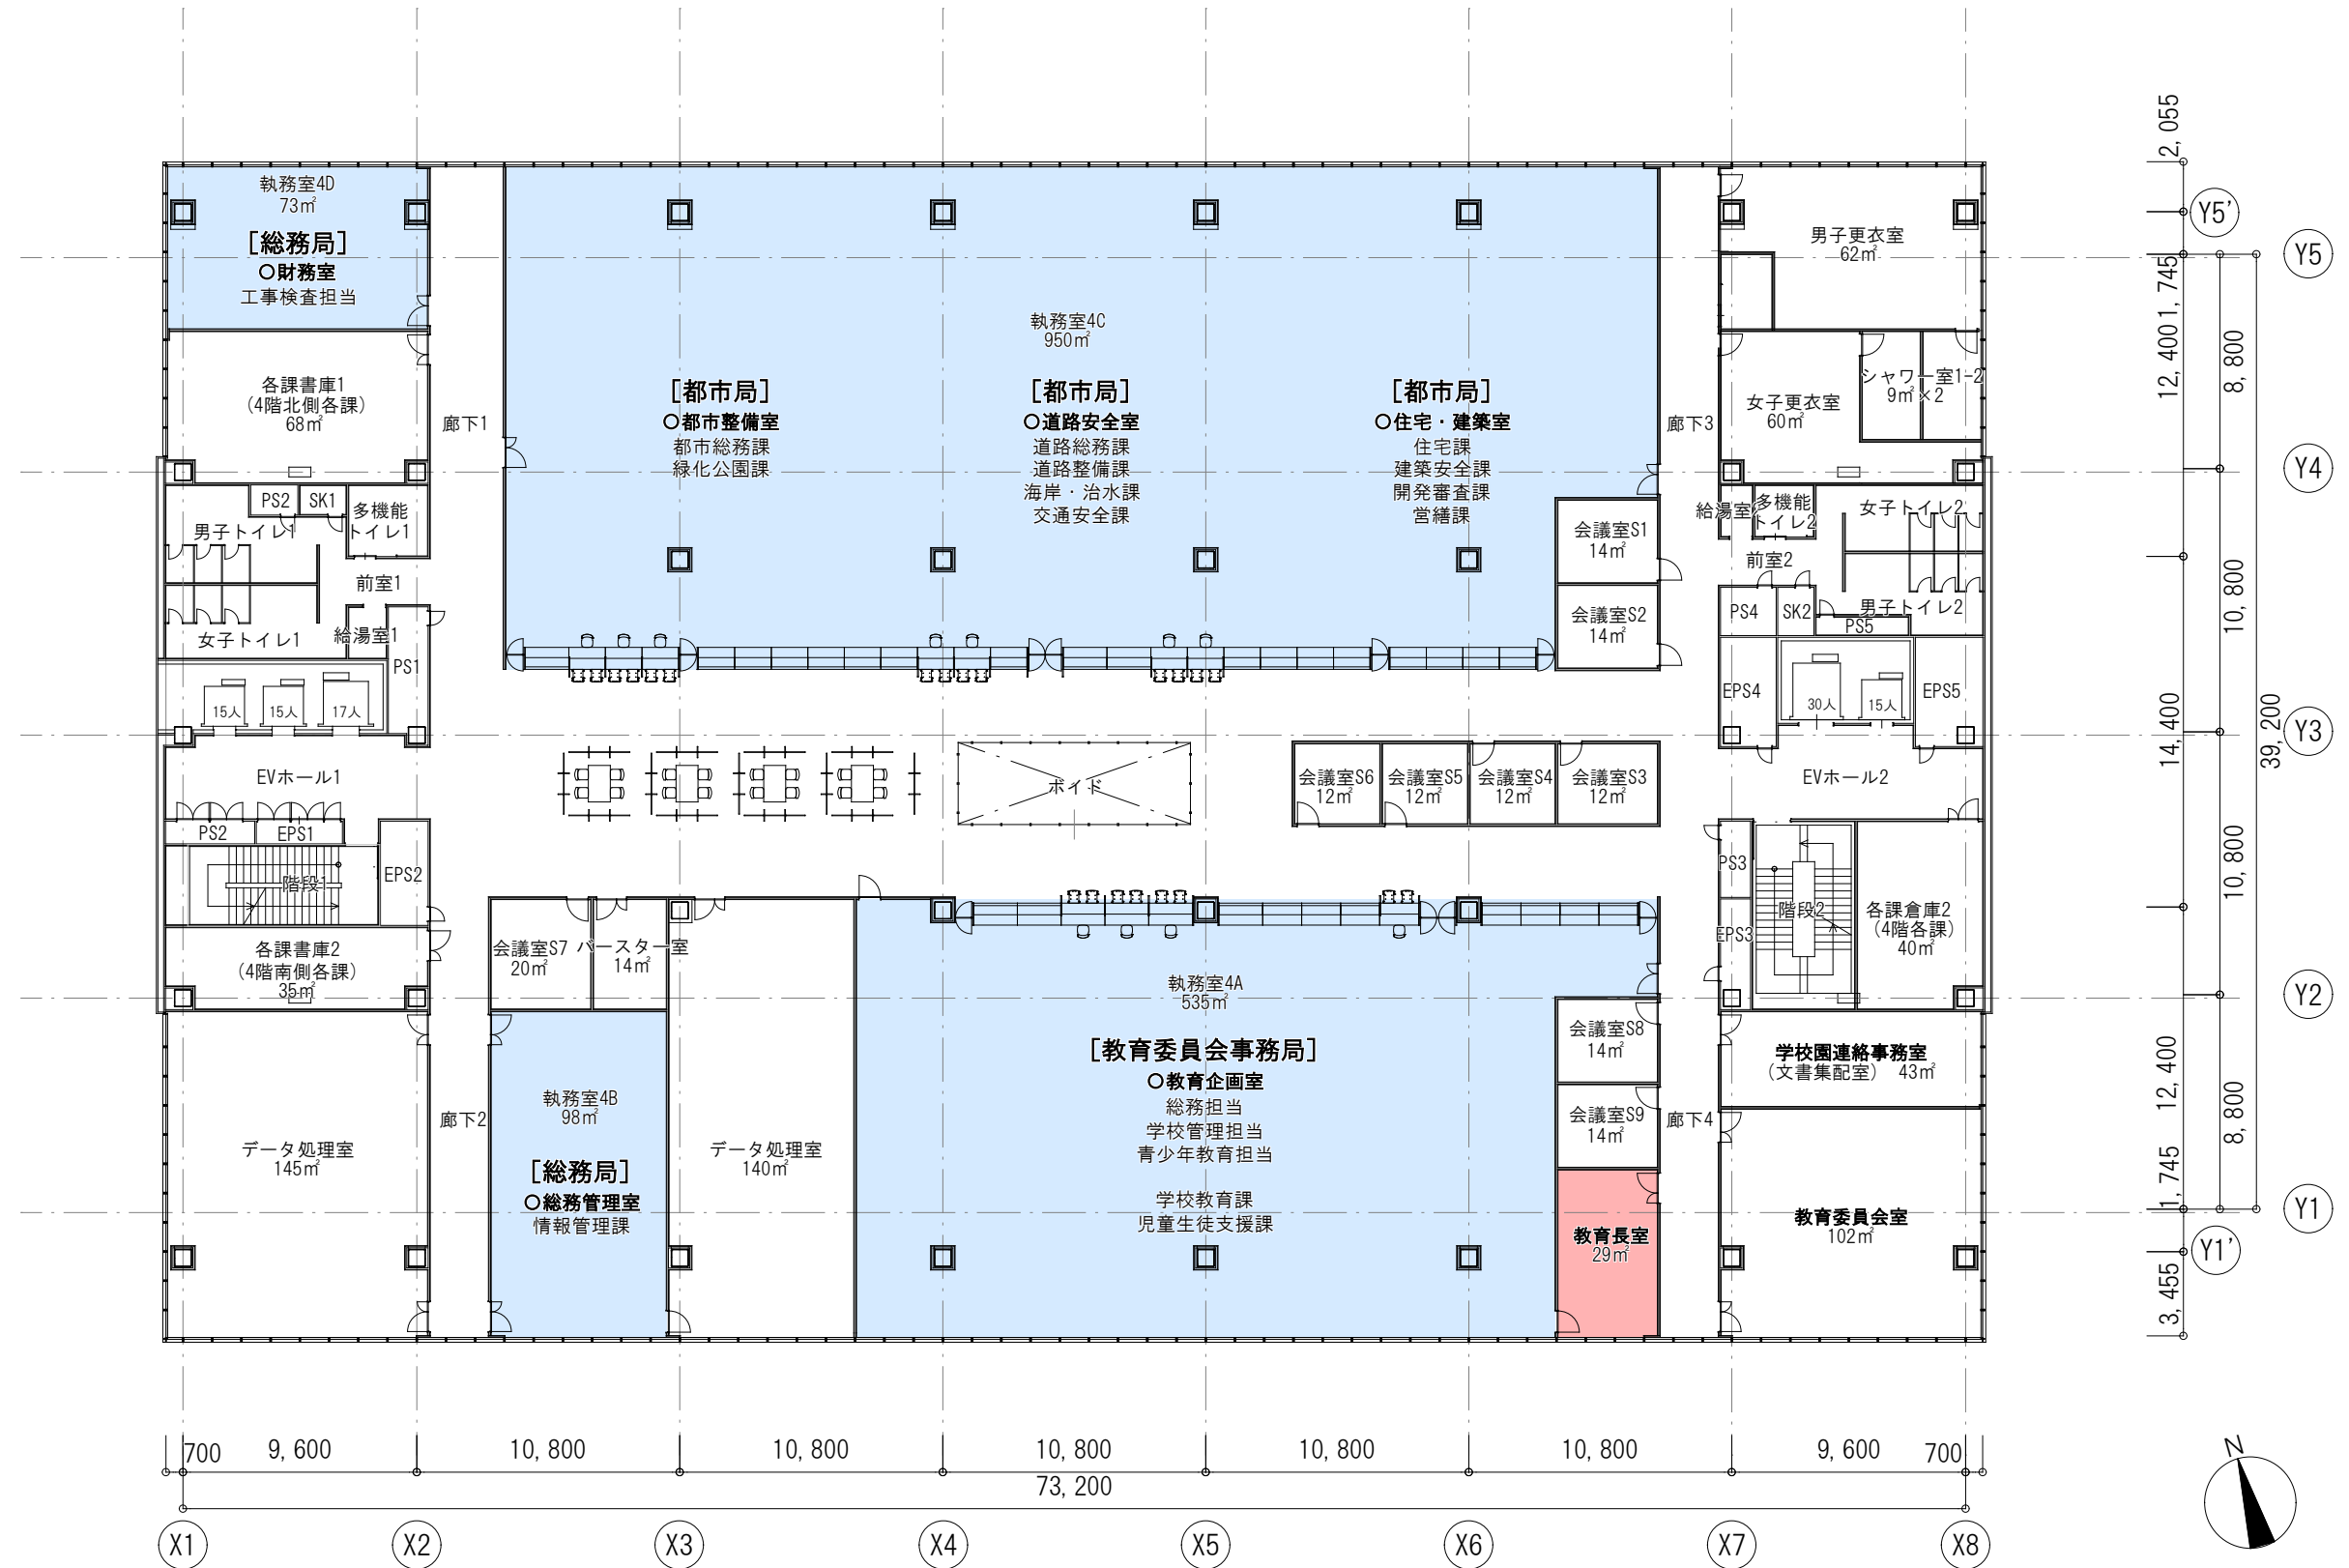 執務室4D
73㎡
［総務局］
○財務室
工事検査担当
各課書庫1
（4階北側各課）
68㎡
廊下1
執務室4C
950㎡
［都市局］
○都市整備室
都市総務課
緑化公園課
［都市局］
○道路安全室
道路総務課
道路整備課
海岸・治水課
交通安全課
［都市局］
○住宅・建築室
住宅課
建築安全課
開発審査課
営繕課
廊下3
男子更衣室
62㎡
女子更衣室
60㎡
シャワー室1-2
9㎡×2
PS2
SK1
多機能
トイレ1
男子トイレ1
前室1
女子トイレ1
給湯室1
PS1
15人
15人
17人
会議室S1
14㎡
会議室S2
14㎡
給湯室
多機能
トイレ2
女子トイレ2
前室2
PS4
SK2
男子トイレ2
PS5
EPS4
30人
15人
EPS5
EVホール1
PS2
EPS1
EPS2
階段1
ボイド
会議室S6
12㎡
会議室S5
12㎡
会議室S4
12㎡
会議室S3
12㎡
EVホール2
PS3
EPS3
階段2
各課倉庫2
（4階各課）
40㎡
各課書庫2
（4階南側各課）
35㎡
会議室S7
20㎡
バースター室
14㎡
データ処理室
145㎡
廊下2
執務室4B
98㎡
［総務局］
○総務管理室
情報管理課
データ処理室
140㎡
執務室4A
535㎡
［教育委員会事務局］
○教育企画室
総務担当
学校管理担当
青少年教育担当
学校教育課
児童生徒支援課
会議室S8
14㎡
会議室S9
14㎡
教育長室
29㎡
廊下4
学校園連絡事務室
（文書集配室） 43㎡
教育委員会室
102㎡
2,055
1,745
12,400
14,400
12,400
1,745
3,455
8,800
10,800
10,800
8,800
39,200
Y5'
Y5
Y4
Y3
Y2
Y1
Y1'
700
9,600
10,800
10,800
10,800
10,800
10,800
9,600
700
73,200
X1
X2
X3
X4
X5
X6
X7
X8
N